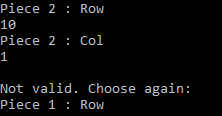 Piece 2 : Row
10
Piece 2 : Col
1

Not valid. Choose again:
Piece 1 : Row